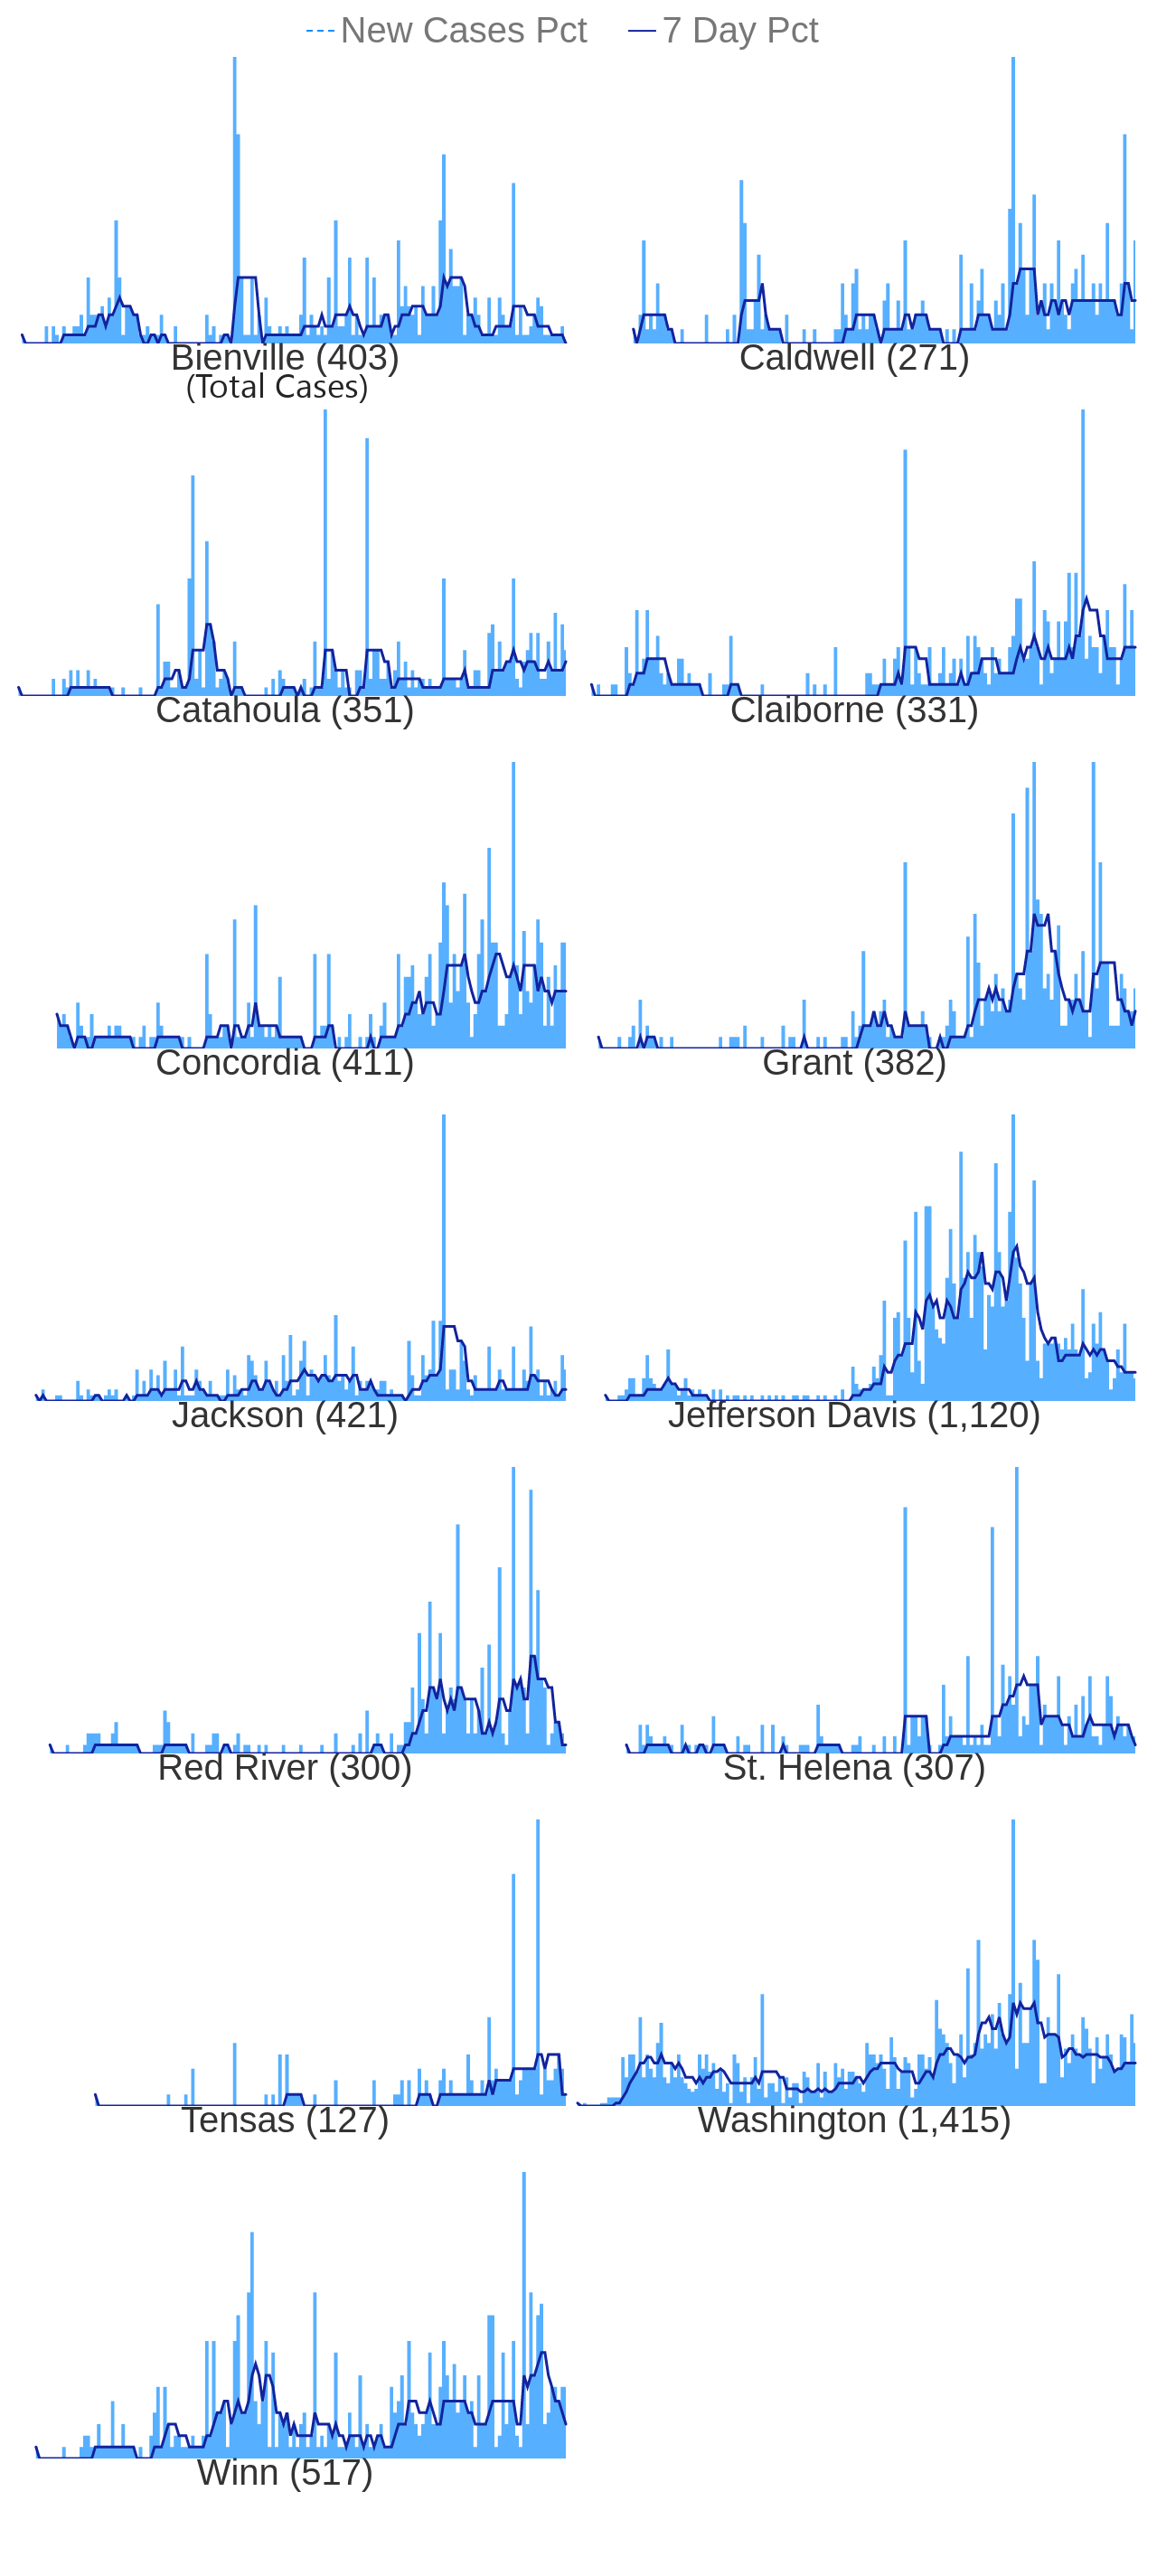 New Cases Pct 7 Day Pct
Bienville (403) Caldwell (271)
(Total Cases)
Catahoula (351) Claiborne (331)
Concordia (411) Grant (382)
Jackson (421) Jefferson Davis (1,120)
Red River (300) St. Helena (307)
Tensas (127) Washington (1,415)
Winn (517)